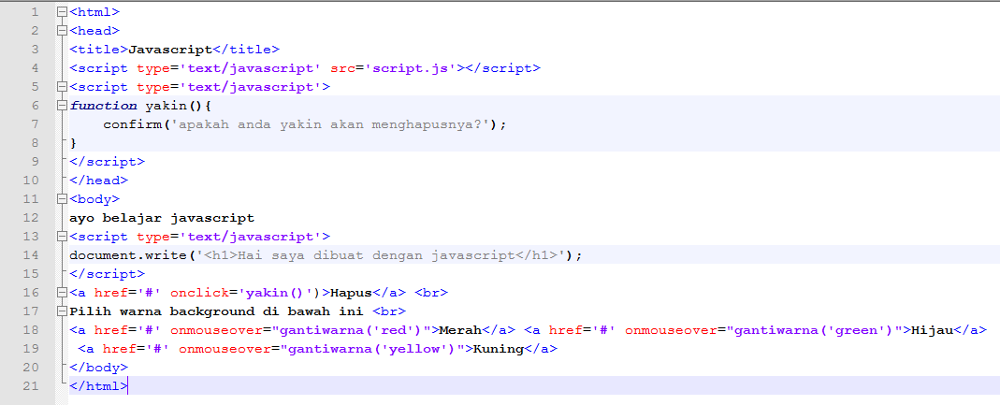 1 <html>
2 <head>
3 <title>Javascript</title>
4 <script type='text/javascript' src='script.js'></script>
5 <script type='text/javascript'>
6 function yakin(){
7     confirm('apakah anda yakin akan menghapusnya?');
8 }
9 </script>
10 </head>
11 <body>
12 ayo belajar javascript
13 <script type='text/javascript'>
14 document.write('<h1>Hai saya dibuat dengan javascript</h1>');
15 </script>
16 <a href='#' onclick='yakin()')>Hapus</a> <br>
17 Pilih warna background di bawah ini <br>
18 <a href='#' onmouseover="gantiwarna('red')">Merah</a> <a href='#' onmouseover="gantiwarna('green')">Hijau</a>
19  <a href='#' onmouseover="gantiwarna('yellow')">Kuning</a>
20 </body>
21 </html>